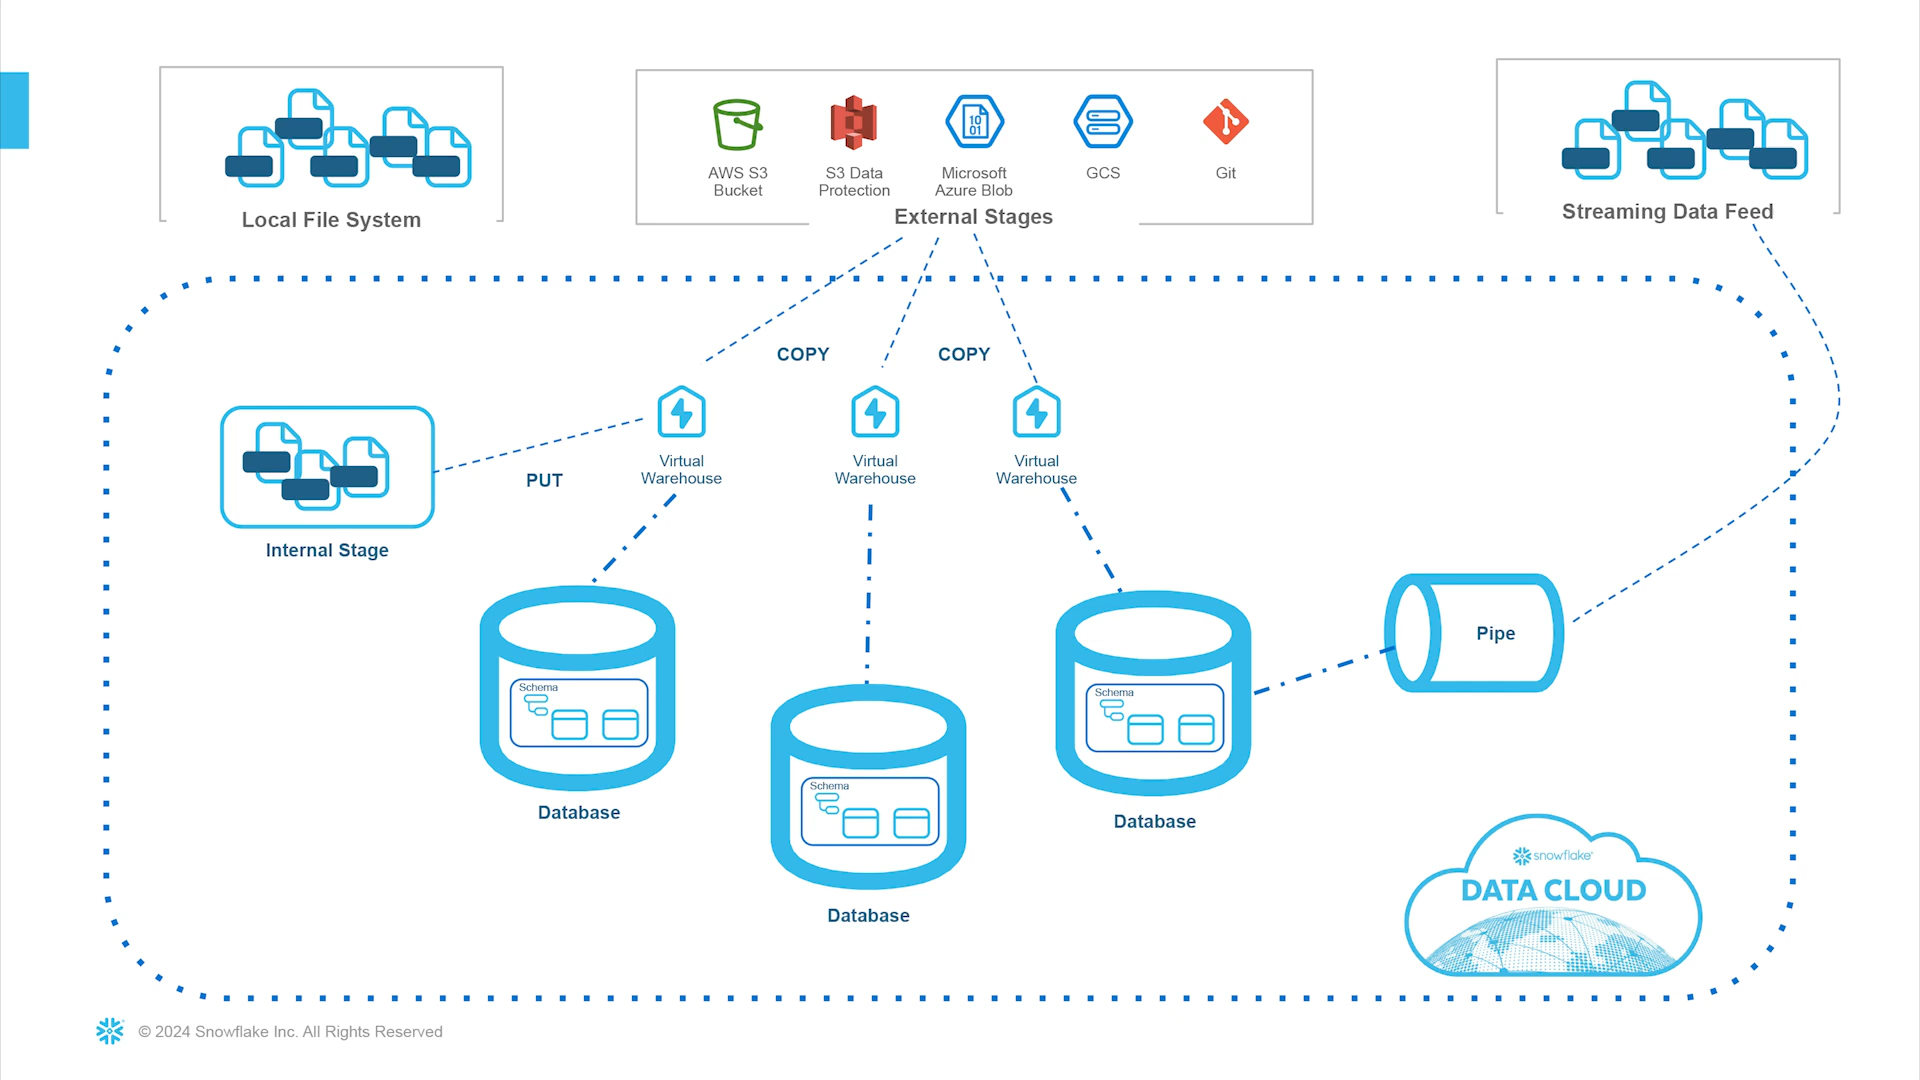 AWS S3
Bucket
S3 Data
Protection
Microsoft
Azure Blob
GCS
Git
Local File System
External Stages
Streaming Data Feed
COPY
COPY
PUT
Virtual
Warehouse
Virtual
Warehouse
Virtual
Warehouse
Internal Stage
Pipe
Schema
Schema
Schema
Database
Database
Database
snowflake
DATA CLOUD
© 2024 Snowflake Inc. All Rights Reserved
10
01